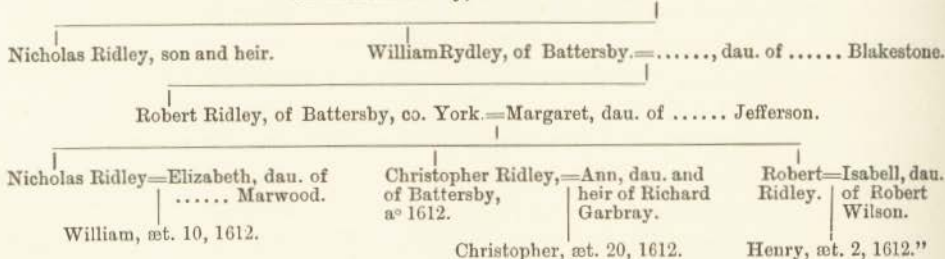 Nicholas Ridley, son and heir.
WilliamRydley, of Battersby.=......, dau. of ...... Blakestone.
Robert Ridley, of Battersby, co. York.=Margaret, dau. of ...... Jefferson.
Nicholas Ridley=Elizabeth, dau. of
...... Marwood.
William, æt. 10, 1612.
Christopher Ridley,=Ann, dau. and
of Battersby, heir of Richard
aº 1612. Garbray.
Christopher, æt. 20, 1612.
Robert=Isabell, dau.
Ridley. of Robert
Wilson.
Henry, æt. 2, 1612.”